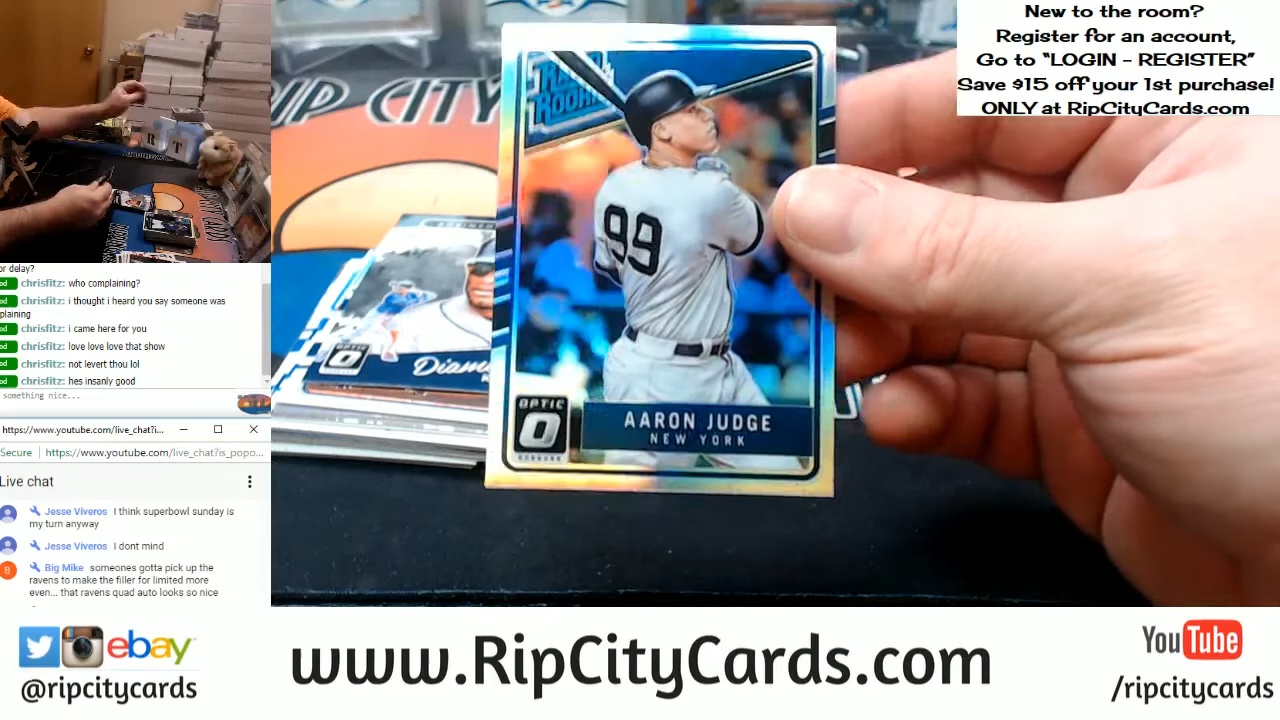 New to the room?
Register for an account,
Go to “LOGIN – REGISTER”
Save $15 off your 1st purchase!
ONLY at RipCityCards.com
RIP CITY
RATED
ROOKIE
99
OPTIC
O
DONRUSS
AARON JUDGE
NEW YORK
OPTIC
O
or delay?
chrisfitz: who complaining?
chrisfitz: i thought i heard you say someone was
plaining
chrisfitz: i came here for you
chrisfitz: love love love that show
chrisfitz: not levert thou lol
chrisfitz: hes insanly good
something nice...
https://www.youtube.com/live_chat?i...
Secure https://www.youtube.com/live_chat?is_popo...
Live chat
Jesse Viveros I think superbowl sunday is
my turn anyway
Jesse Viveros I dont mind
B Big Mike someones gotta pick up the
ravens to make the filler for limited more
even... that ravens quad auto looks so nice
ebay
@ripcitycards
www.RipCityCards.com
YouTube
/ripcitycards